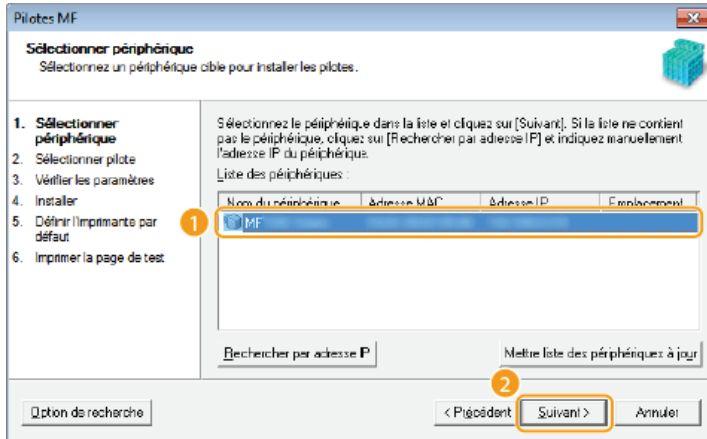 Pilotes MF
Sélectionner périphérique
Sélectionnez un périphérique cible pour installer les pilotes.
1. Sélectionner
périphérique
2. Sélectionner pilote
3. Vérifier les paramètres
4. Installer
5. Définir l'imprimante par
défaut
6. Imprimer la page de test
Sélectionnez le périphérique dans la liste et cliquez sur [Suivant]. Si la liste ne contient
pas le périphérique, cliquez sur [Rechercher par adresse IP] et indiquez manuellement
l'adresse IP du périphérique.
Liste des périphériques :
Nom du périphérique Adresse MAC Adresse IP Emplacement
1 MF
Rechercher par adresse IP Mettre liste des périphériques à jour
2
Option de recherche < Précédent Suivant > Annuler